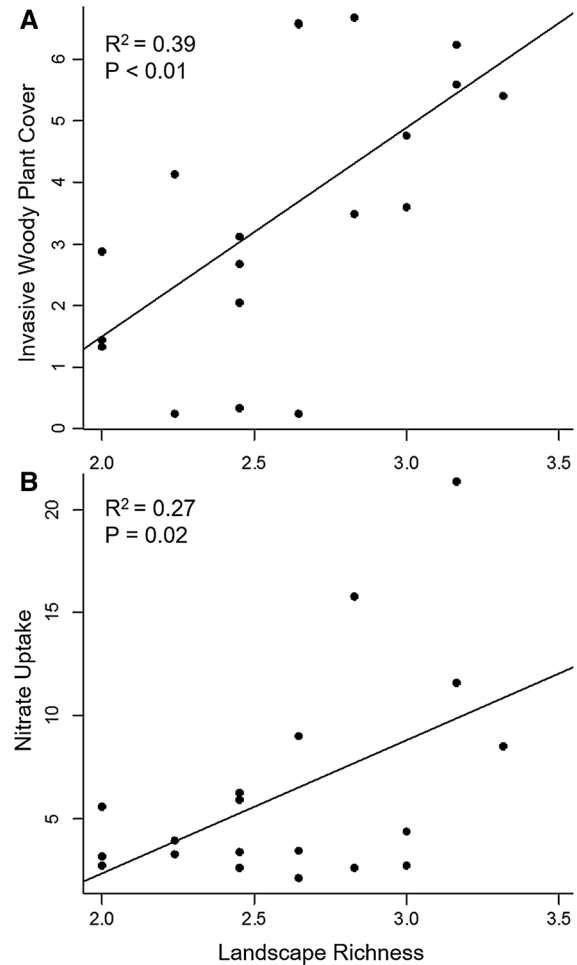 A
R² = 0.39
P < 0.01
Invasive Woody Plant Cover
6
5
4
3
2
1
0
2.0 2.5 3.0 3.5
B
R² = 0.27
P = 0.02
Nitrate Uptake
20
15
10
5
2.0 2.5 3.0 3.5
Landscape Richness